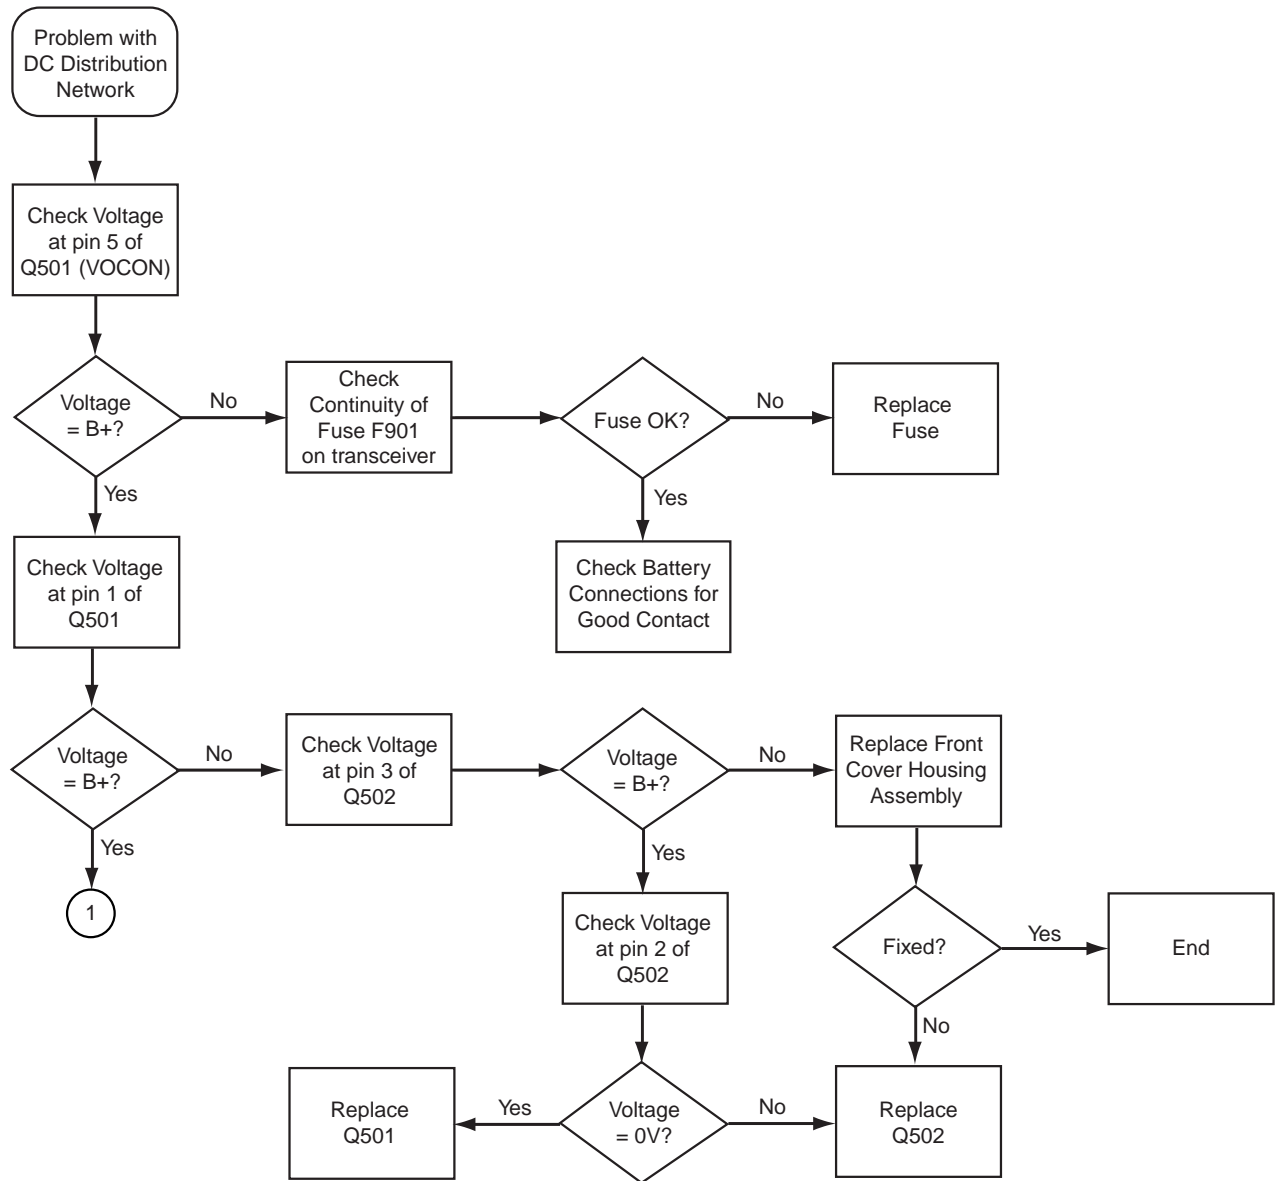 Problem with
DC Distribution
Network
Check Voltage
at pin 5 of
Q501 (VOCON)
Voltage
= B+?
No
Check
Continuity of
Fuse F901
on transceiver
Fuse OK?
No
Replace
Fuse
Yes
Yes
Check Battery
Connections for
Good Contact
Check Voltage
at pin 1 of
Q501
Voltage
= B+?
No
Check Voltage
at pin 3 of
Q502
Voltage
= B+?
No
Replace Front
Cover Housing
Assembly
Yes
1
Yes
Check Voltage
at pin 2 of
Q502
Fixed?
Yes
End
No
Replace
Q501
Yes
Voltage
= 0V?
No
Replace
Q502